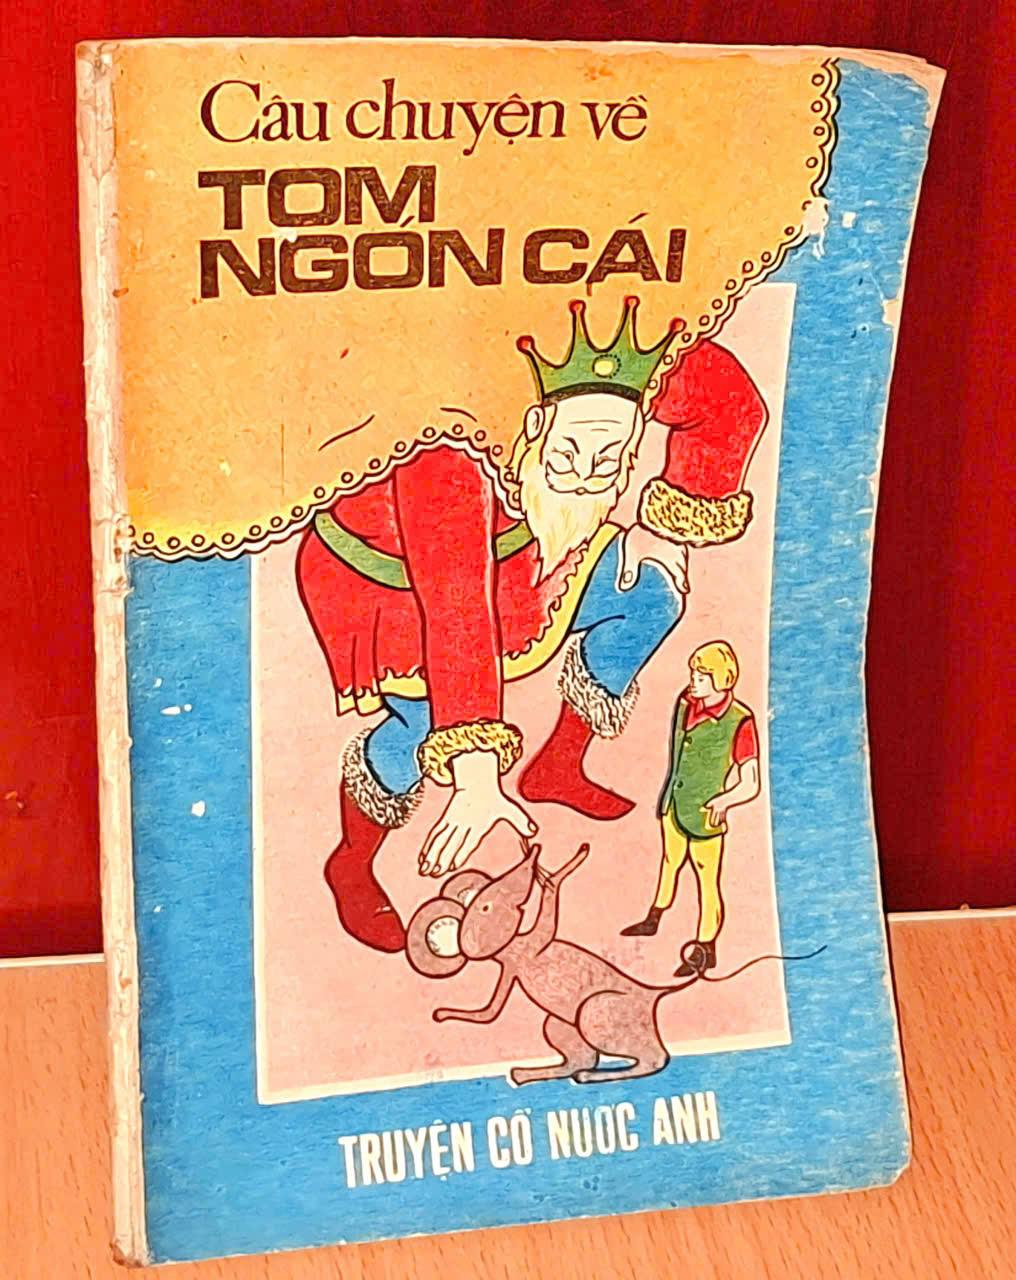 Câu chuyện về
TOM
NGÓN CÁI
TRUYỆN CỔ NƯỚC ANH